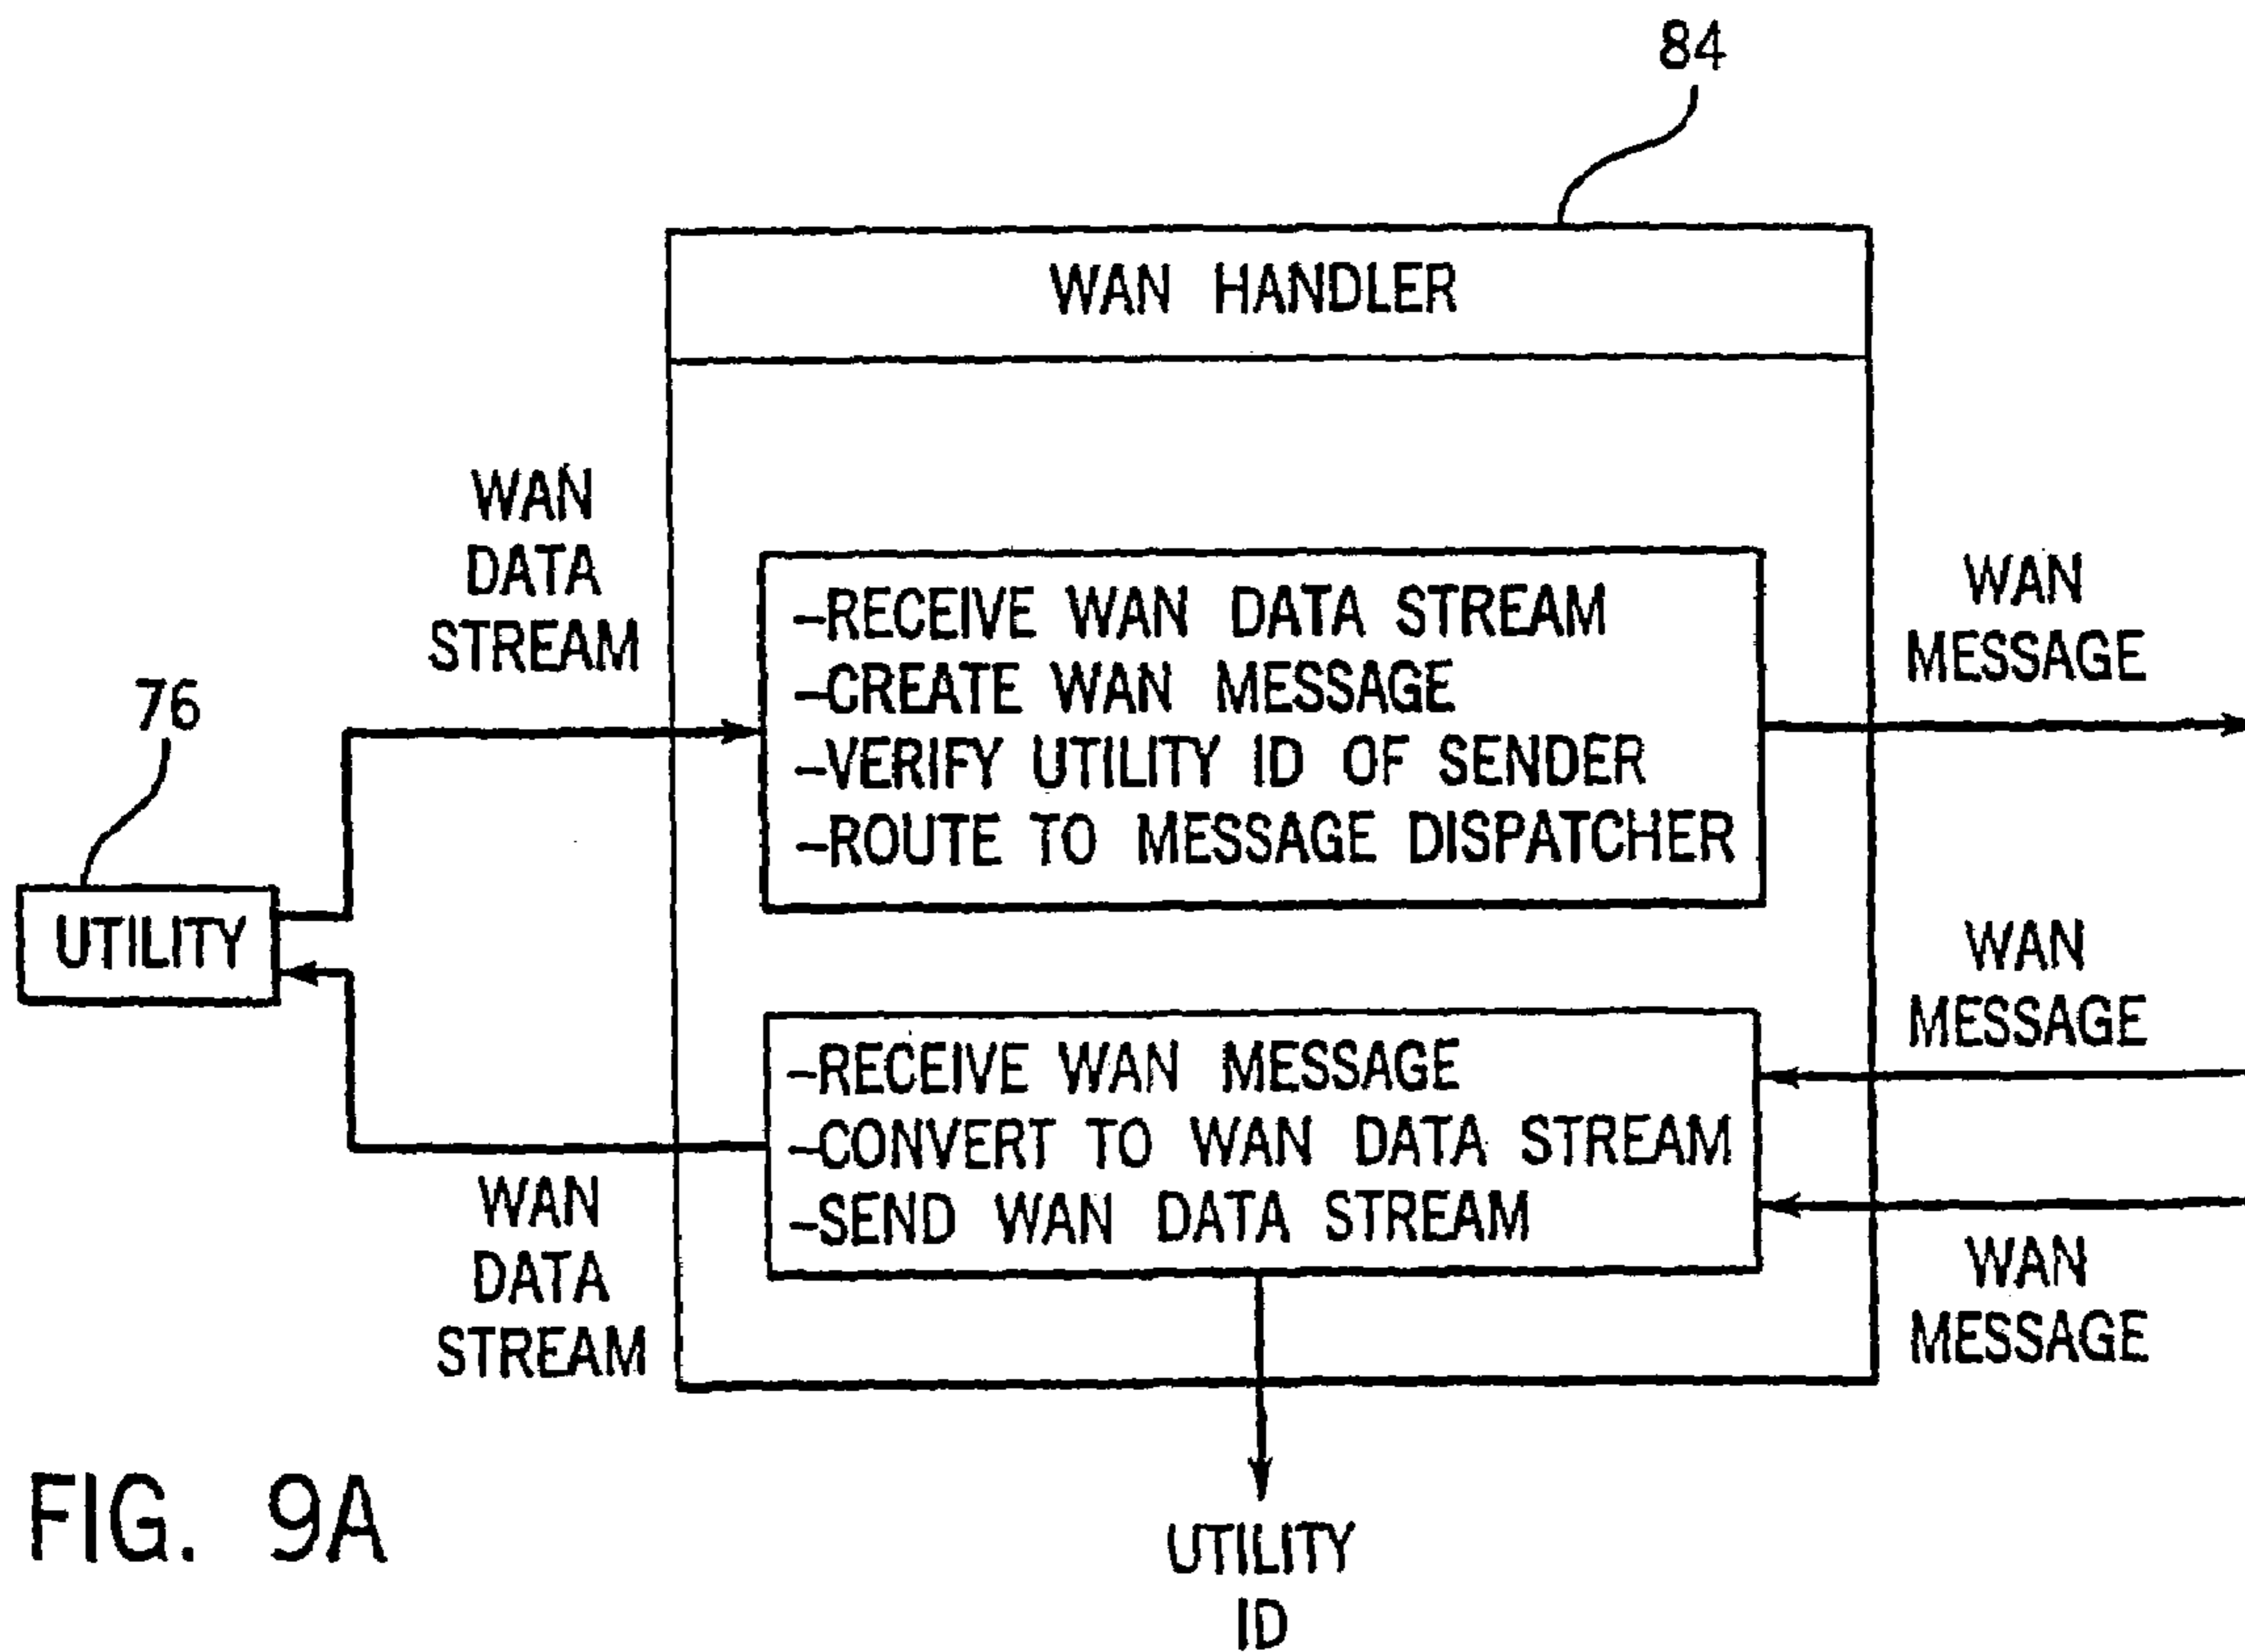 84
WAN HANDLER
WAN
DATA
STREAM
76
UTILITY
-RECEIVE WAN DATA STREAM
-CREATE WAN MESSAGE
-VERIFY UTILITY ID OF SENDER
-ROUTE TO MESSAGE DISPATCHER
WAN
MESSAGE
WAN
MESSAGE
-RECEIVE WAN MESSAGE
-CONVERT TO WAN DATA STREAM
-SEND WAN DATA STREAM
WAN
DATA
STREAM
WAN
MESSAGE
UTILITY
ID
FIG. 9A